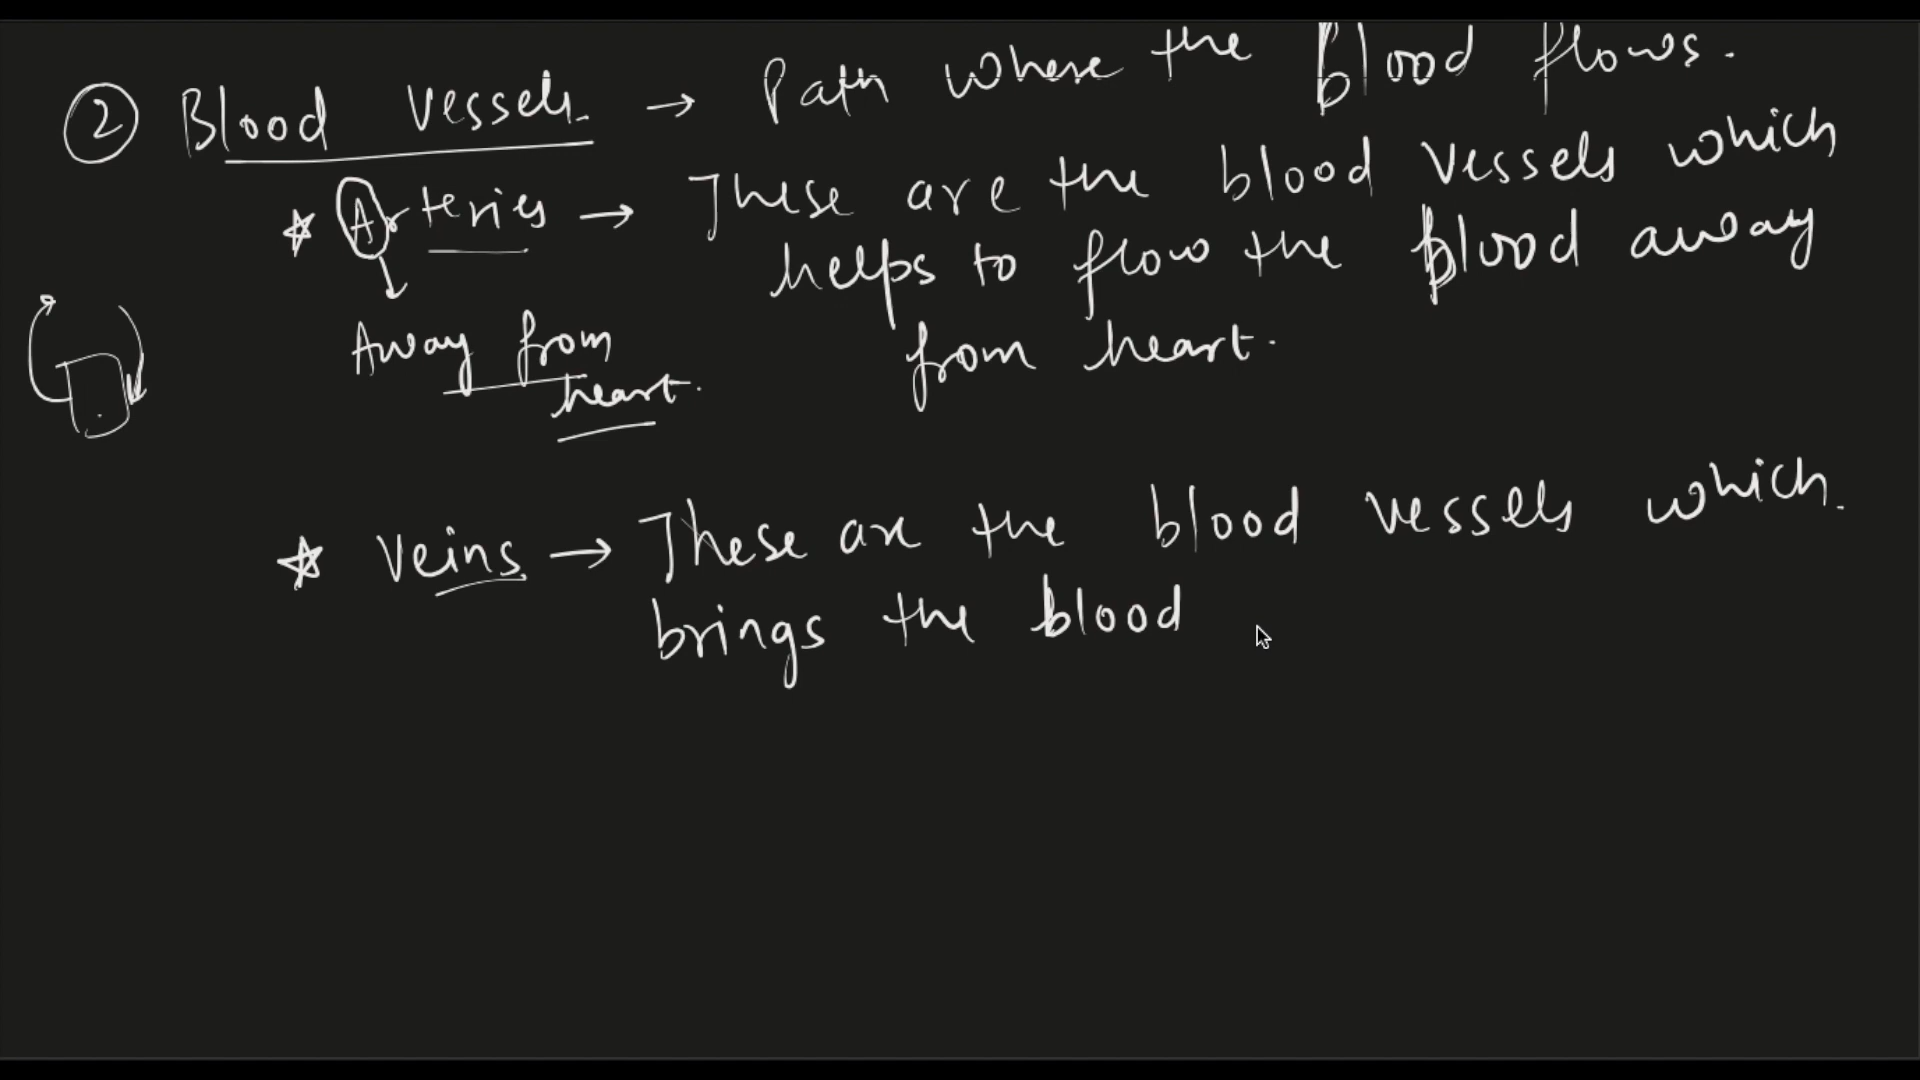 ② Blood Vessels. → Path where the Blood flows.
☆ Arteries → These are the blood Vessels which
helps to flow the Blood away
from heart.
↓
Away from
heart.
☆ Veins → These are the blood vessels which.
brings the blood